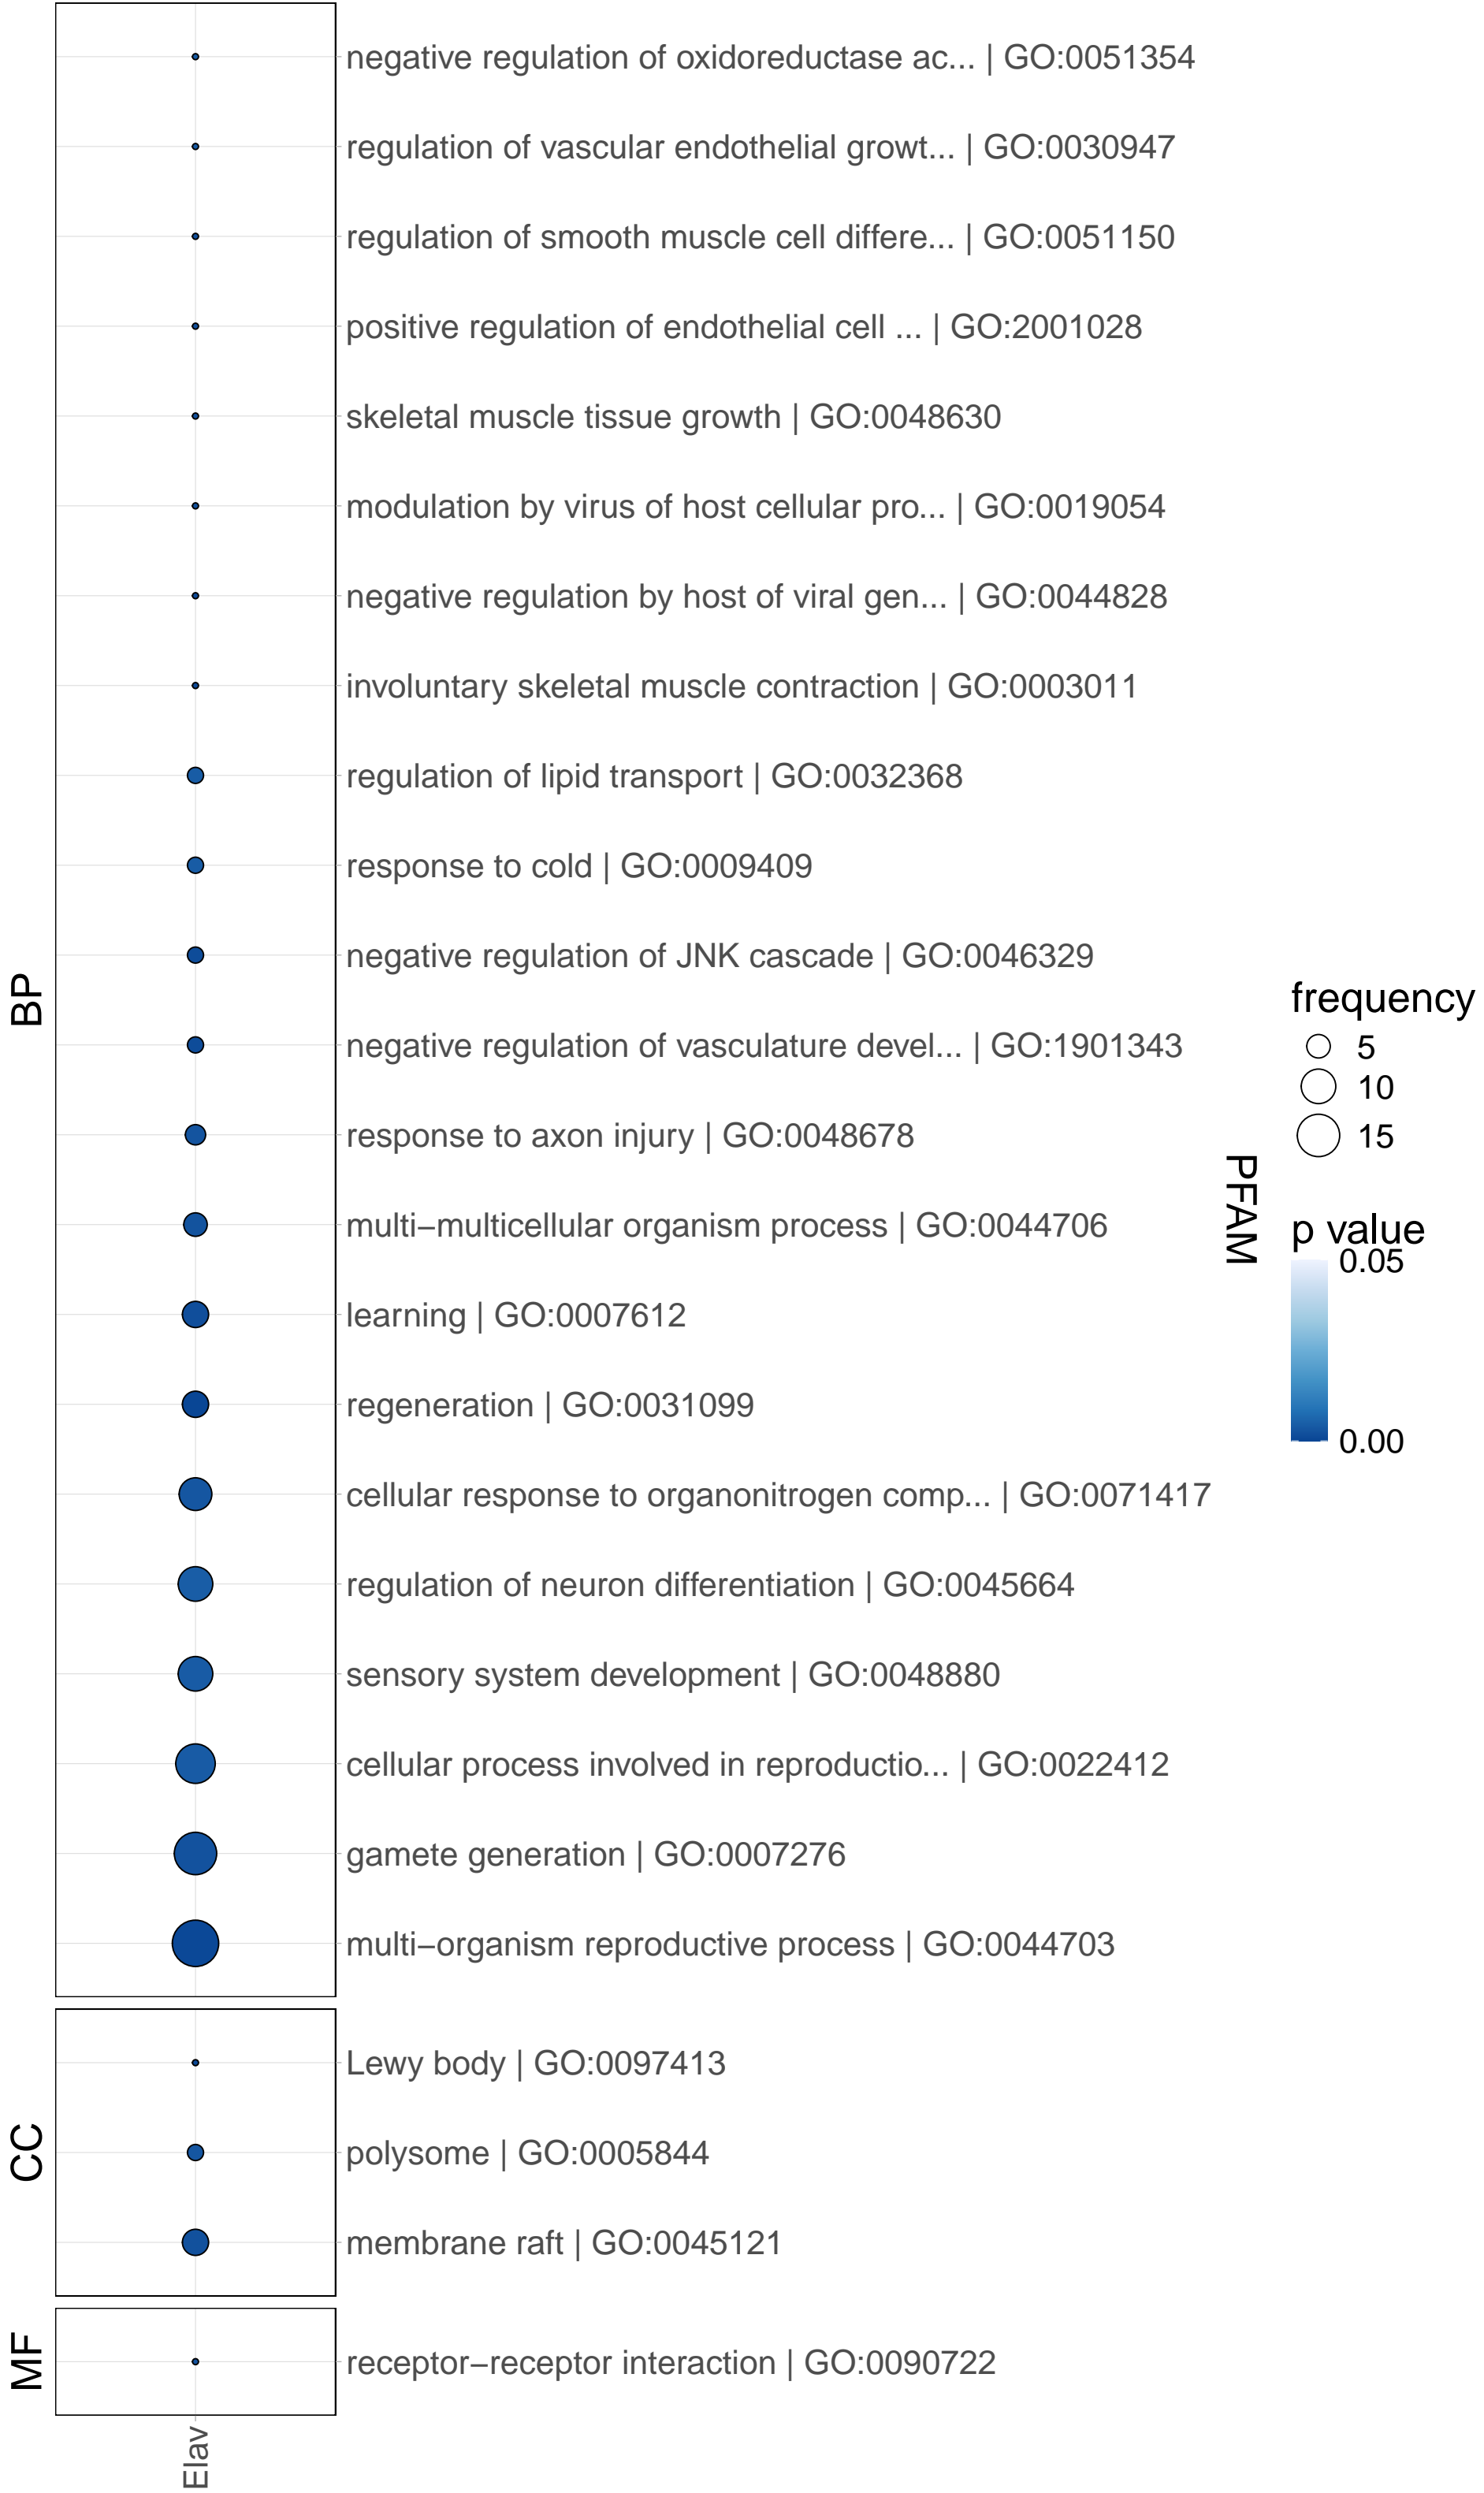 BP
negative regulation of oxidoreductase ac... | GO:0051354
regulation of vascular endothelial growt... | GO:0030947
regulation of smooth muscle cell differe... | GO:0051150
positive regulation of endothelial cell ... | GO:2001028
skeletal muscle tissue growth | GO:0048630
modulation by virus of host cellular pro... | GO:0019054
negative regulation by host of viral gen... | GO:0044828
involuntary skeletal muscle contraction | GO:0003011
regulation of lipid transport | GO:0032368
response to cold | GO:0009409
negative regulation of JNK cascade | GO:0046329
negative regulation of vasculature devel... | GO:1901343
response to axon injury | GO:0048678
multi−multicellular organism process | GO:0044706
learning | GO:0007612
regeneration | GO:0031099
cellular response to organonitrogen comp... | GO:0071417
regulation of neuron differentiation | GO:0045664
sensory system development | GO:0048880
cellular process involved in reproductio... | GO:0022412
gamete generation | GO:0007276
multi−organism reproductive process | GO:0044703
CC
Lewy body | GO:0097413
polysome | GO:0005844
membrane raft | GO:0045121
MF
receptor−receptor interaction | GO:0090722
Elav
PFAM
frequency
5
10
15
p value
0.05
0.00